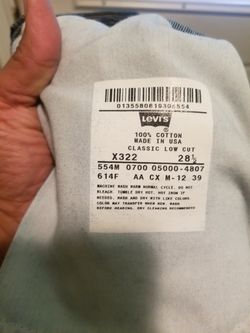 0135580819305554
Levi's
®
100% COTTON
MADE IN USA
CLASSIC LOW CUT
X322 28½
554M 0700 05000-4807
614F AA CX M-12 39
MACHINE WASH WARM NORMAL CYCLE. DO NOT
BLEACH. TUMBLE DRY HOT. HOT IRON IF
NEEDED. WASH AND DRY WITH LIKE COLORS.
COLOR MAY TRANSFER WHEN NEW. WASH
BEFORE WEARING. DRY CLEANING RECOMMENDED